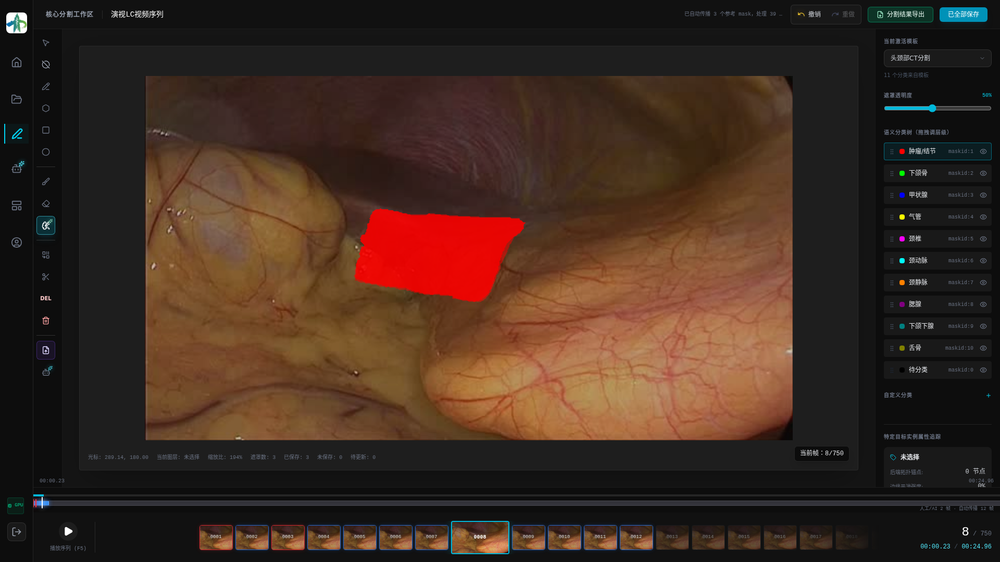 核心分割工作区
演视LC视频序列
已自动传播 3 个参考 mask，处理 39 …
撤销
重做
分割结果导出
已全部保存
DEL
当前激活模板
头颈部CT分割
11 个分类来自模板
遮罩透明度
50%
语义分类树（拖拽调层级）
肿瘤/结节 maskid:1
下颌骨 maskid:2
甲状腺 maskid:3
气管 maskid:4
颈椎 maskid:5
颈动脉 maskid:6
颈静脉 maskid:7
腮腺 maskid:8
下颌下腺 maskid:9
舌骨 maskid:10
待分类 maskid:0
自定义分类
特定目标实例属性追踪
未选择
后端拓扑锚点: 0 节点
边缘平滑强度: 0%
光标: 289.14, 180.00 当前图层: 未选择 缩放比: 194% 遮罩数: 3 已保存: 3 未保存: 0 待更新: 0
当前帧：8/750
00:00.23
00:24.96
人工/AI 2 帧 · 自动传播 12 帧
GPU
播放序列 (F5)
0001
0002
0003
0004
0005
0006
0007
0008
0009
0010
0011
0012
0013
0014
0015
0016
0017
0018
8 / 750
00:00.23 / 00:24.96